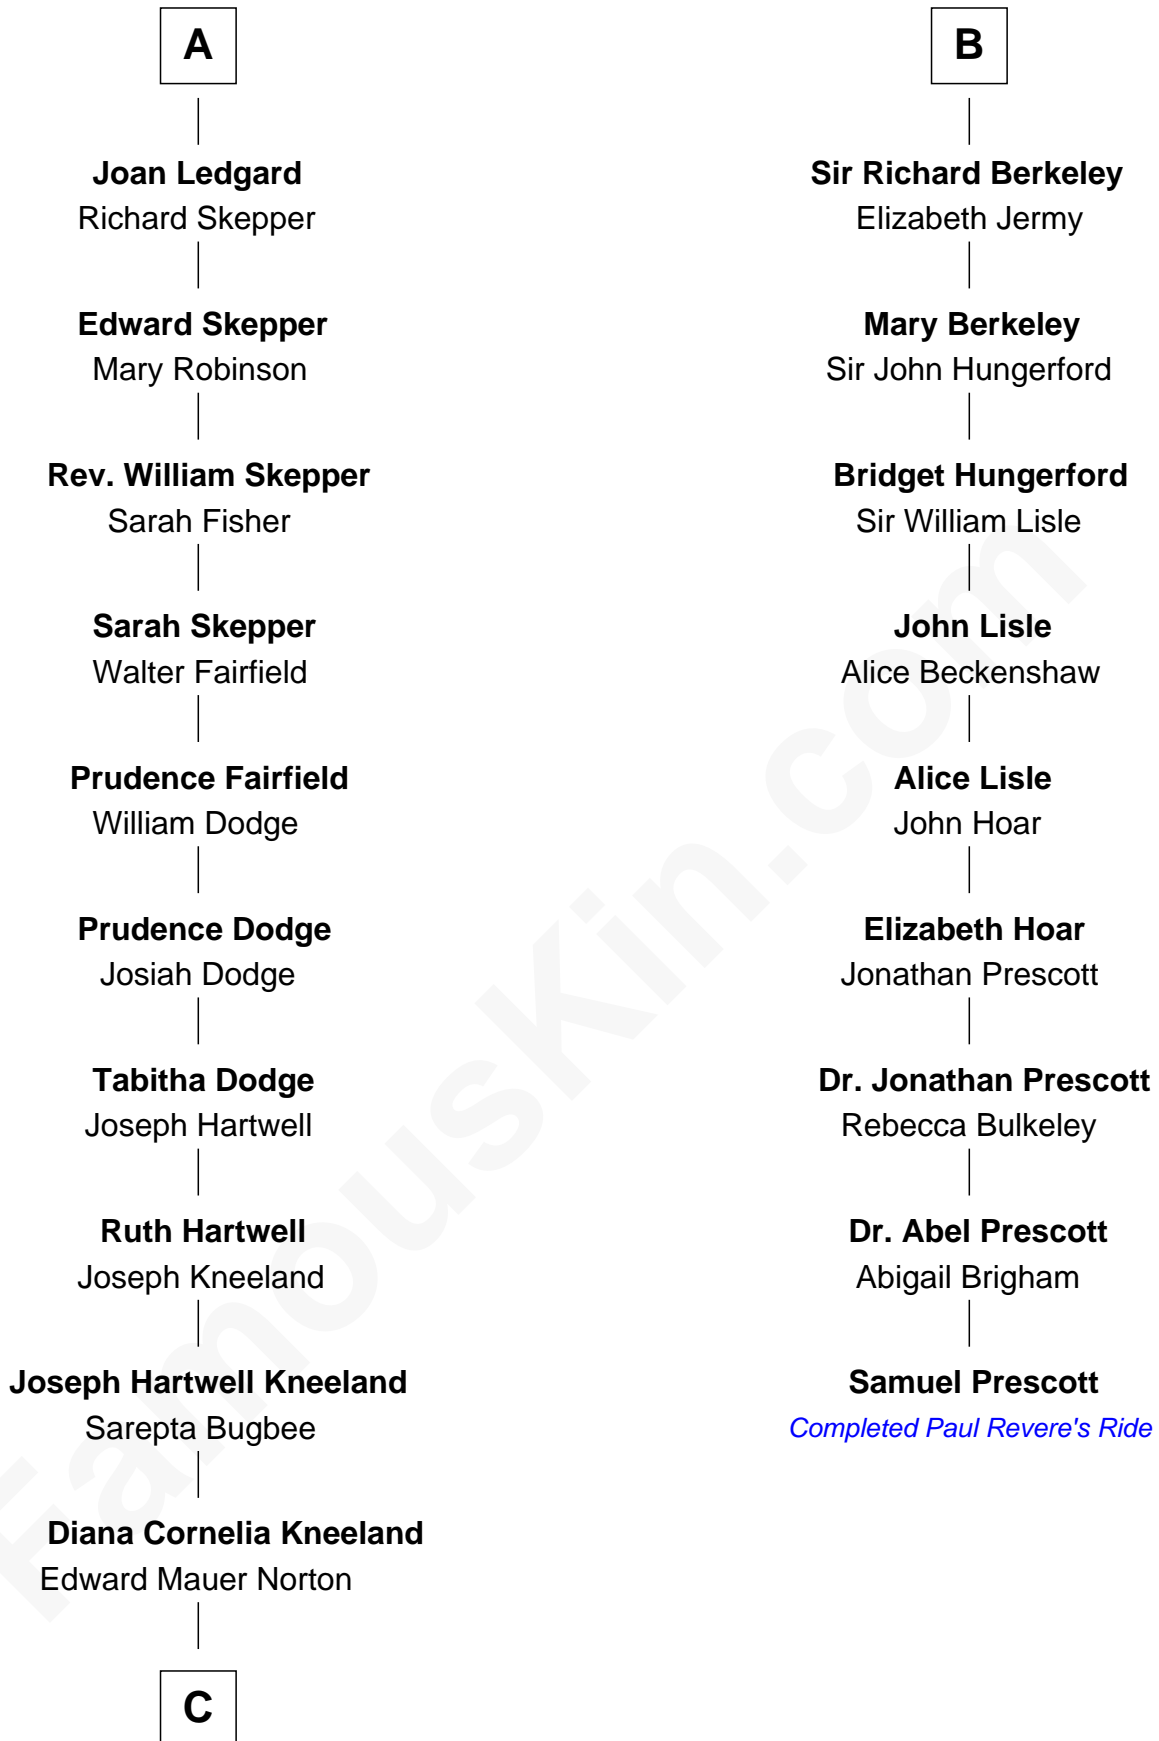 A
Joan Ledgard
Richard Skepper
Edward Skepper
Mary Robinson
Rev. William Skepper
Sarah Fisher
Sarah Skepper
Walter Fairfield
Prudence Fairfield
William Dodge
Prudence Dodge
Josiah Dodge
Tabitha Dodge
Joseph Hartwell
Ruth Hartwell
Joseph Kneeland
Joseph Hartwell Kneeland
Sarepta Bugbee
Diana Cornelia Kneeland
Edward Mauer Norton
C
B
Sir Richard Berkeley
Elizabeth Jermy
Mary Berkeley
Sir John Hungerford
Bridget Hungerford
Sir William Lisle
John Lisle
Alice Beckenshaw
Alice Lisle
John Hoar
Elizabeth Hoar
Jonathan Prescott
Dr. Jonathan Prescott
Rebecca Bulkeley
Dr. Abel Prescott
Abigail Brigham
Samuel Prescott
Completed Paul Revere's Ride
FamousKin.com